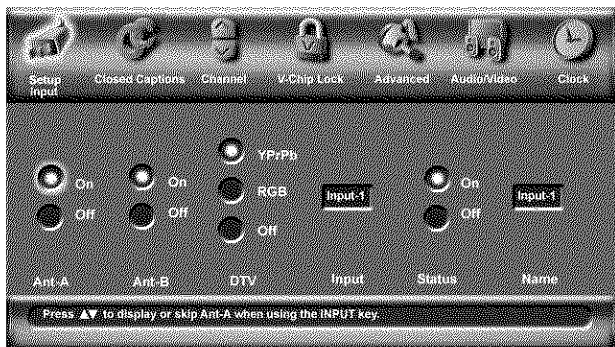 Setup
Input
Closed Captions
Channel
V-Chip Lock
Advanced
Audio/Video
Clock
YPrPb
On
On
RGB
Input-1
On
Input-1
Off
Off
Off
Off
Ant-A
Ant-B
DTV
Input
Status
Name
Press ▲▼ to display or skip Ant-A when using the INPUT key.